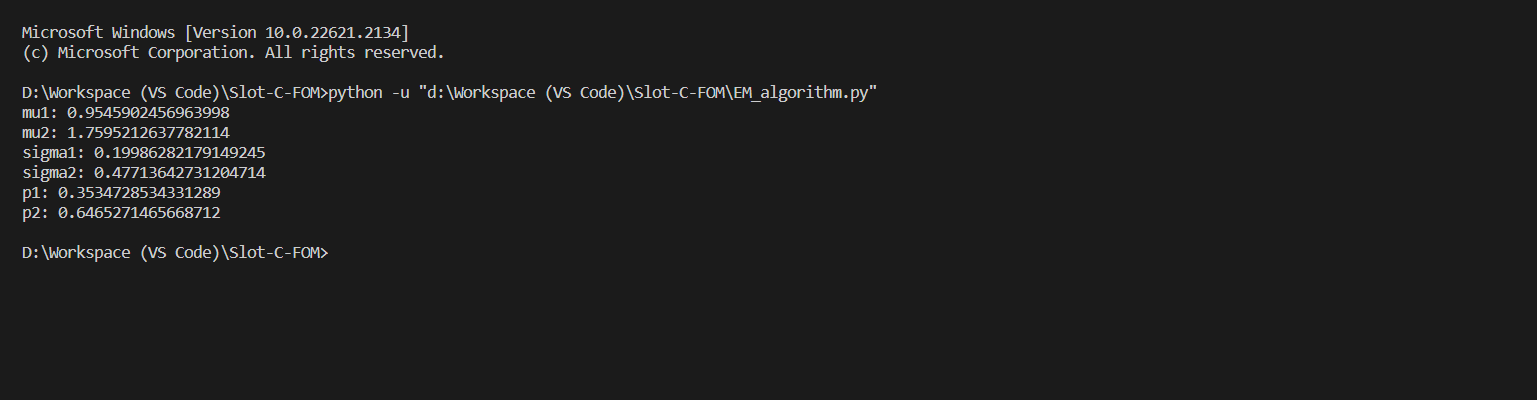 Microsoft Windows [Version 10.0.22621.2134]
(c) Microsoft Corporation. All rights reserved.
D:\Workspace (VS Code)\Slot-C-FOM>python -u "d:\Workspace (VS Code)\Slot-C-FOM\EM_algorithm.py"
mu1: 0.9545902456963998
mu2: 1.7595212637782114
sigma1: 0.19986282179149245
sigma2: 0.47713642731204714
p1: 0.3534728534331289
p2: 0.6465271465668712
D:\Workspace (VS Code)\Slot-C-FOM>